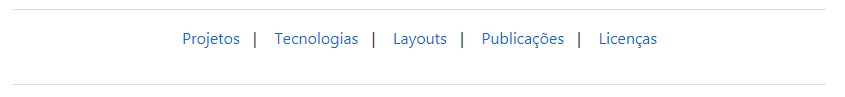 Projetos | Tecnologias | Layouts | Publicações | Licenças